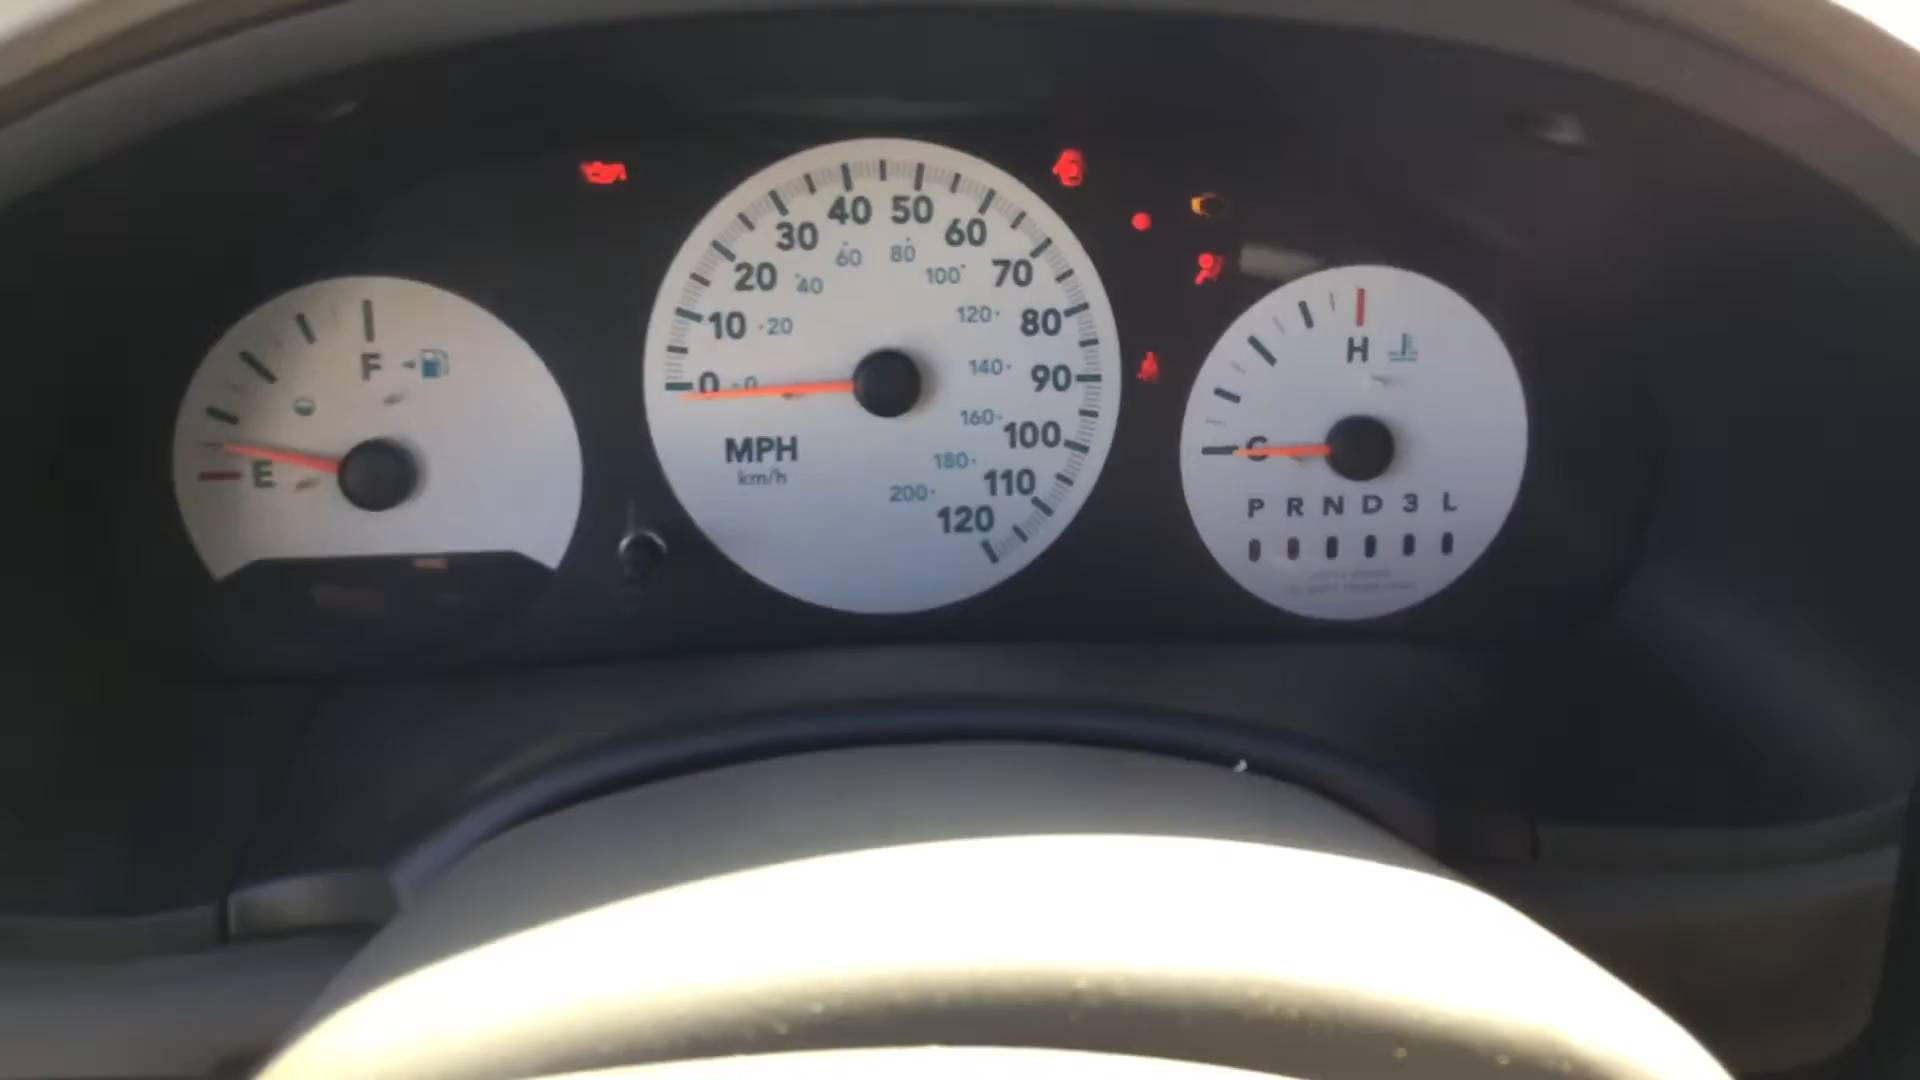 F
E
0 10 20 30 40 50 60 70 80 90 100 110 120
0 20 40 60 80 100 120 140 160 180 200
MPH
km/h
H
C
P R N D 3 L